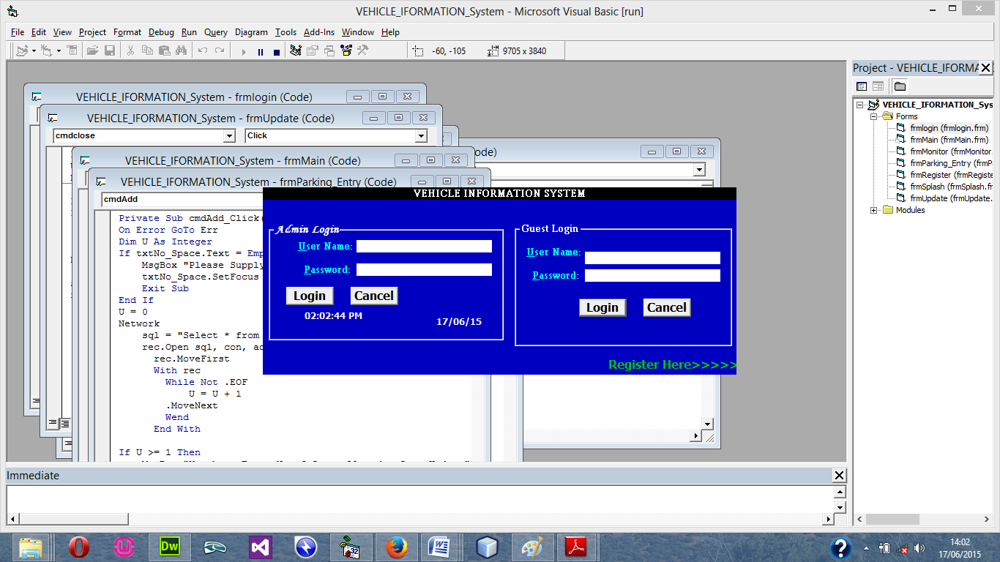 VEHICLE_IFORMATION_System - Microsoft Visual Basic [run]
File Edit View Project Format Debug Run Query Diagram Tools Add-Ins Window Help
-60, -105 9705 x 3840
Project - VEHICLE_IFORMA
VEHICLE_IFORMATION_Sys
Forms
frmlogin (frmlogin.frm)
frmMain (frmMain.frm)
frmMonitor (frmMonitor
frmParking_Entry (frmP
frmRegister (frmRegiste
frmSplash (frmSplash.fr
frmUpdate (frmUpdate.
Modules
VEHICLE_IFORMATION_System - frmlogin (Code)
VEHICLE_IFORMATION_System - frmUpdate (Code)
cmdclose Click
ode)
VEHICLE_IFORMATION_System - frmMain (Code)
VEHICLE_IFORMATION_System - frmParking_Entry (Code)
cmdAdd
Private Sub cmdAdd_Click(
On Error GoTo Err
Dim U As Integer
If txtNo_Space.Text = Emp
MsgBox "Please Supply
txtNo_Space.SetFocus
Exit Sub
End If
U = 0
Network
sql = "Select * from
rec.Open sql, con, ad
rec.MoveFirst
With rec
While Not .EOF
U = U + 1
.MoveNext
Wend
End With
If U >= 1 Then
VEHICLE INFORMATION SYSTEM
Admin Login
User Name:
Password:
Login Cancel
02:02:44 PM
17/06/15
Guest Login
User Name:
Password:
Login Cancel
Register Here>>>>>
Immediate
Dw
32
14:02
17/06/2015